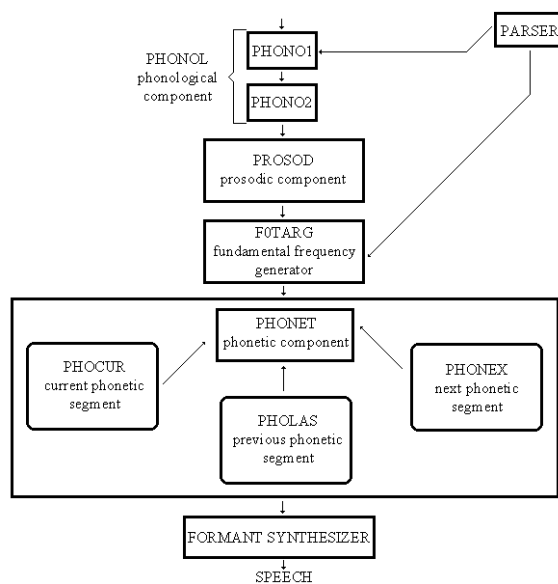 PARSER
PHONOL
phonological
component
PHONO1
PHONO2
PROSOD
prosodic component
F0TARG
fundamental frequency
generator
PHONET
phonetic component
PHOCUR
current phonetic
segment
PHOLAS
previous phonetic
segment
PHONEX
next phonetic
segment
FORMANT SYNTHESIZER
SPEECH